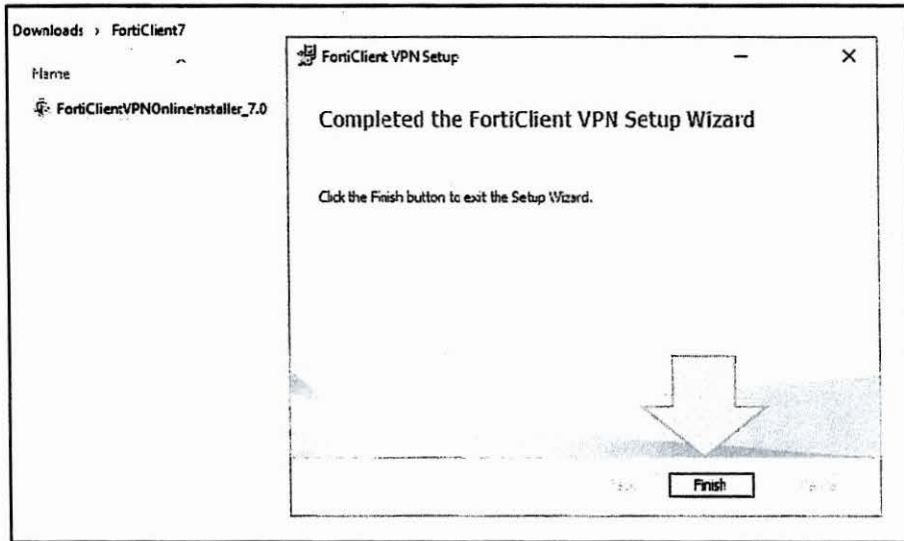 Downloads › FortiClient7
Name
FortiClientVPNOnlineInstaller_7.0
FortiClient VPN Setup
Completed the FortiClient VPN Setup Wizard
Click the Finish button to exit the Setup Wizard.
Finish